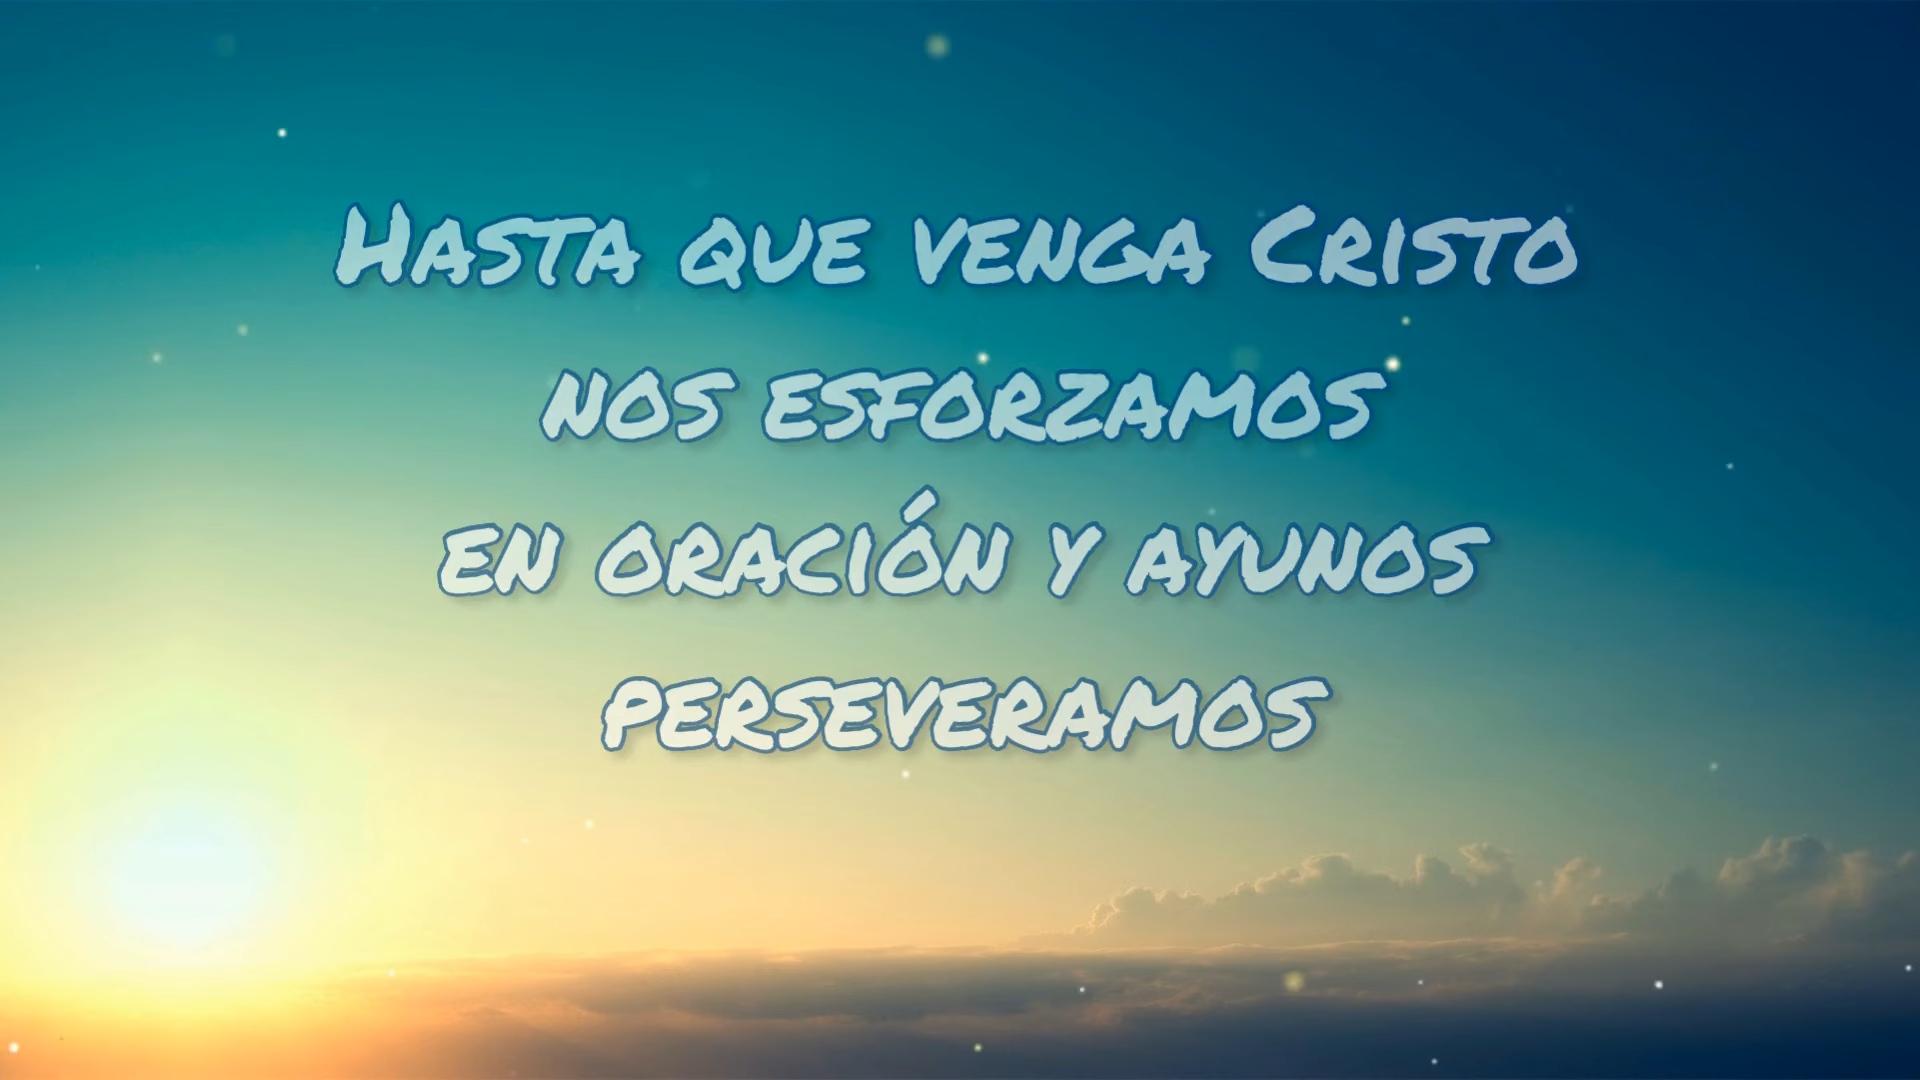 Hasta que venga Cristo
nos esforzamos
en oración y ayunos
perseveramos